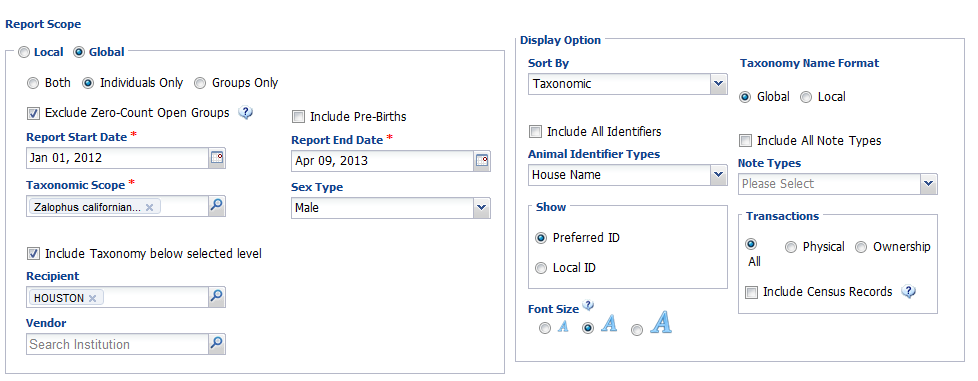 Report Scope
Local Global
Both Individuals Only Groups Only
Exclude Zero-Count Open Groups ?
Include Pre-Births
Report Start Date *
Report End Date *
Jan 01, 2012
Apr 09, 2013
Taxonomic Scope *
Sex Type
Zalophus californian... ×
Male
Include Taxonomy below selected level
Recipient
HOUSTON ×
Vendor
Search Institution
Display Option
Sort By
Taxonomy Name Format
Taxonomic
Global Local
Include All Identifiers
Include All Note Types
Animal Identifier Types
Note Types
House Name
Please Select
Show
Preferred ID
Local ID
Transactions
All Physical Ownership
Include Census Records ?
Font Size ?
A A A